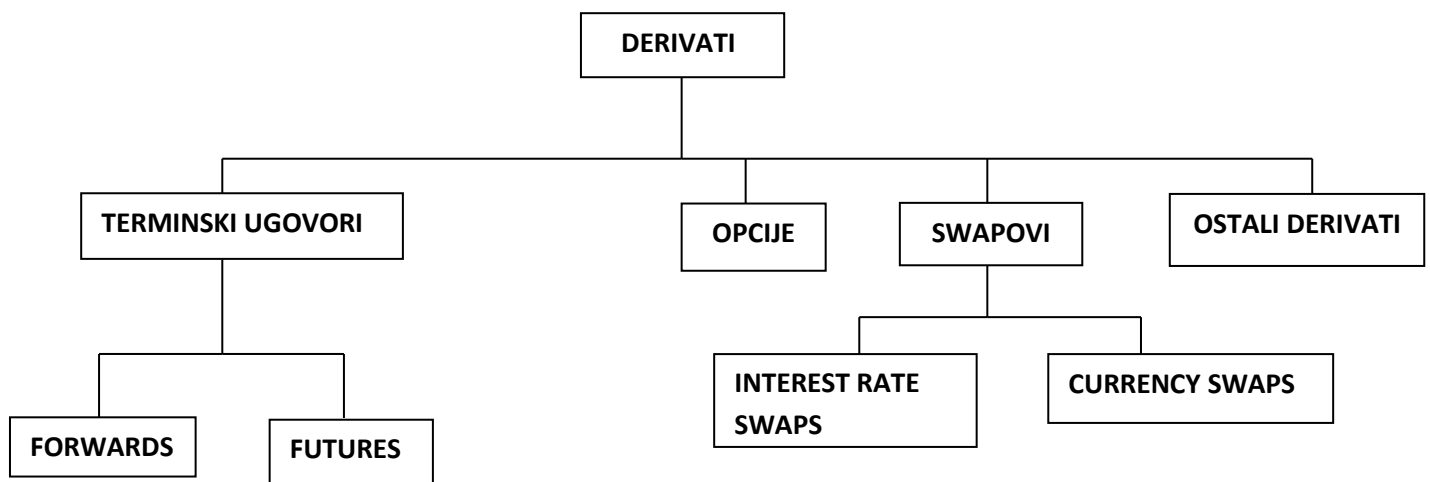 DERIVATI
TERMINSKI UGOVORI
OPCIJE
SWAPOVI
OSTALI DERIVATI
INTEREST RATE
SWAPS
CURRENCY SWAPS
FORWARDS
FUTURES